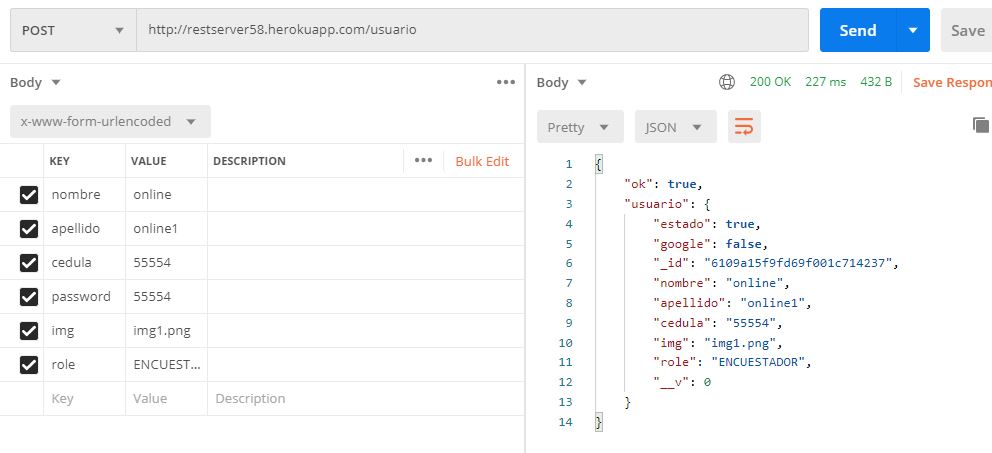 POST http://restserver58.herokuapp.com/usuario Send Save
Body
x-www-form-urlencoded
KEY VALUE DESCRIPTION Bulk Edit
nombre online
apellido online1
cedula 55554
password 55554
img img1.png
role ENCUEST...
Key Value Description
Body 200 OK 227 ms 432 B Save Respon
Pretty JSON
1 {
2 "ok": true,
3 "usuario": {
4 "estado": true,
5 "google": false,
6 "_id": "6109a15f9fd69f001c714237",
7 "nombre": "online",
8 "apellido": "online1",
9 "cedula": "55554",
10 "img": "img1.png",
11 "role": "ENCUESTADOR",
12 "__v": 0
13 }
14 }